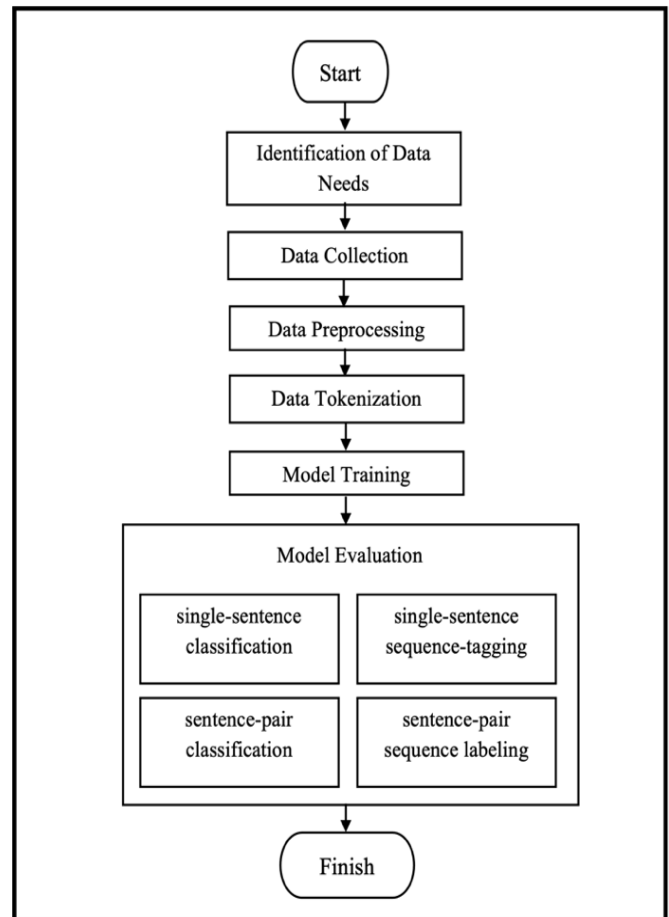 Start
Identification of Data
Needs
Data Collection
Data Preprocessing
Data Tokenization
Model Training
Model Evaluation
single-sentence
classification
single-sentence
sequence-tagging
sentence-pair
classification
sentence-pair
sequence labeling
Finish